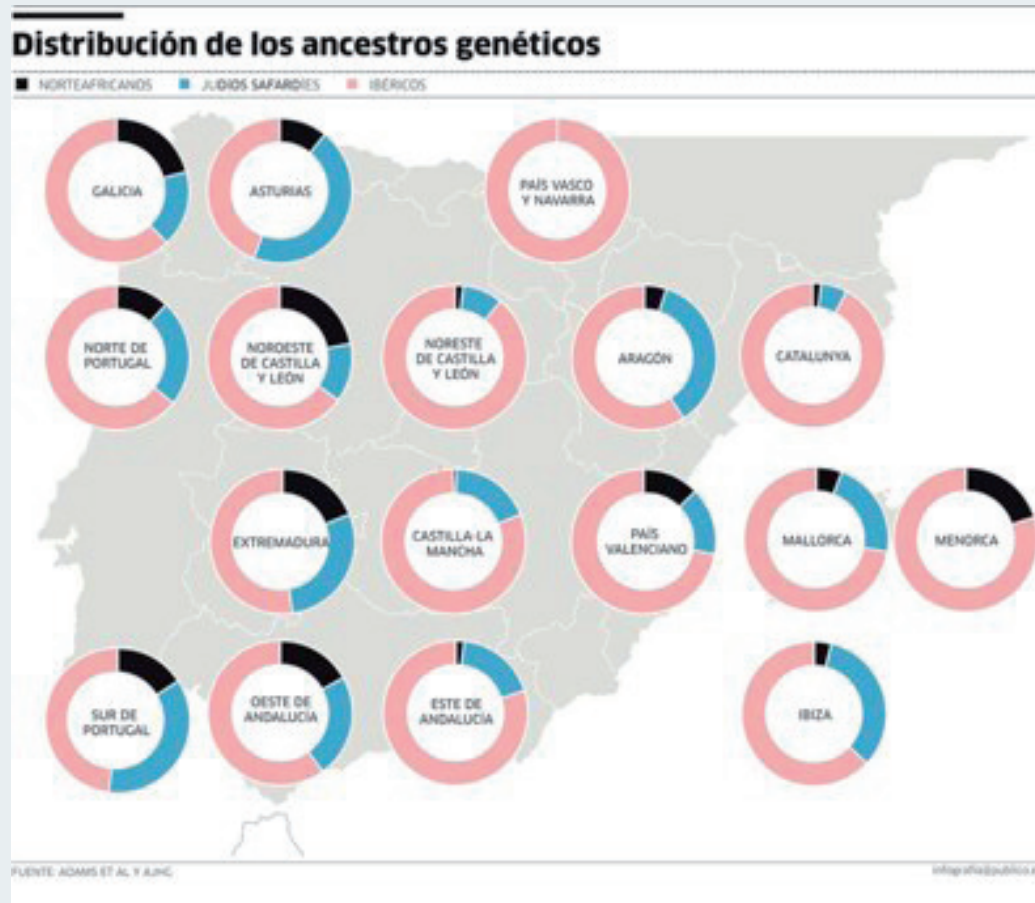 Distribución de los ancestros genéticos
NORTEAFRICANOS JUDÍOS SAFARDÍES IBÉRICOS
GALICIA
ASTURIAS
PAÍS VASCO
Y NAVARRA
NORTE DE
PORTUGAL
NOROESTE
DE CASTILLA
Y LEÓN
NORESTE
DE CASTILLA
Y LEÓN
ARAGÓN
CATALUNYA
EXTREMADURA
CASTILLA-LA
MANCHA
PAÍS
VALENCIANO
MALLORCA
MENORCA
SUR DE
PORTUGAL
OESTE DE
ANDALUCÍA
ESTE DE
ANDALUCÍA
IBIZA
FUENTE: ADAMS ET AL Y AJHG.